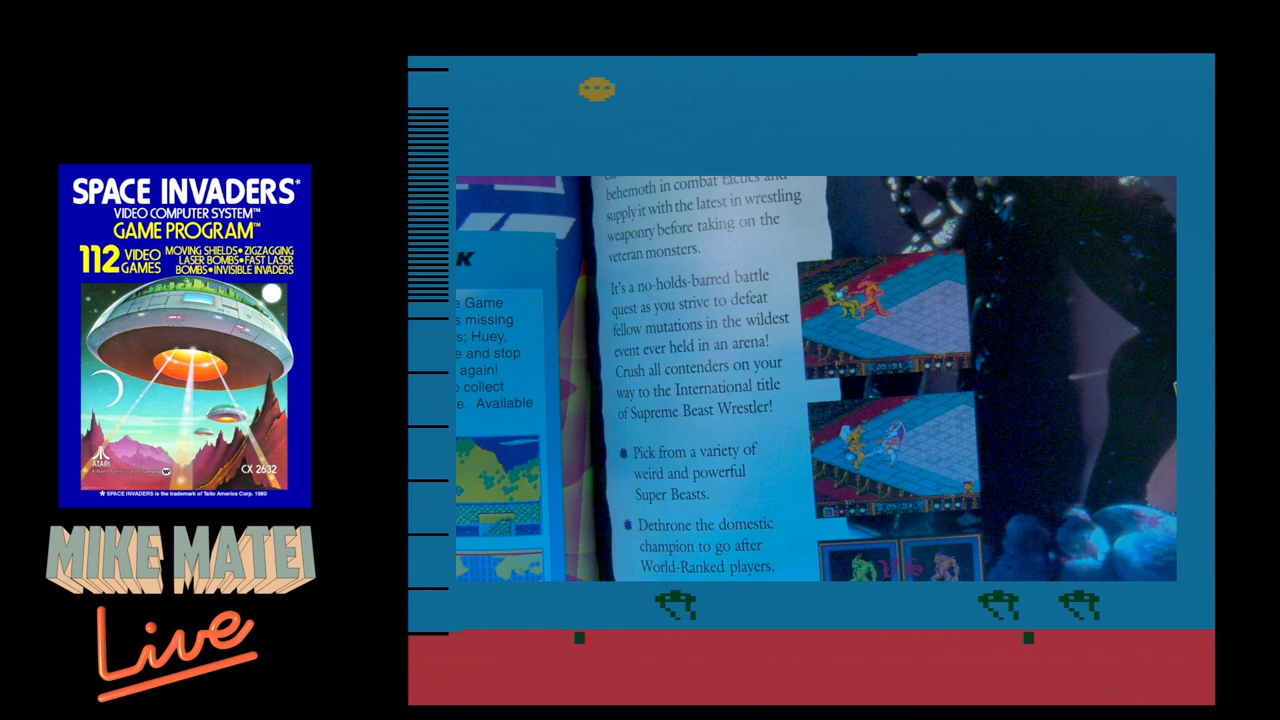 SPACE INVADERS*
VIDEO COMPUTER SYSTEM™
GAME PROGRAM™
112 VIDEO GAMES
MOVING SHIELDS•ZIGZAGGING
LASER BOMBS•FAST LASER
BOMBS•INVISIBLE INVADERS
ATARI
CX 2632
* SPACE INVADERS is the trademark of Taito America Corp. 1980
MIKE MATEI
Live
K
e Game
s missing
s; Huey,
e and stop
again!
collect
e. Available
behemoth in combat tactics and
supply it with the latest in wrestling
weaponry before taking on the
veteran monsters.
It's a no-holds-barred battle
quest as you strive to defeat
fellow mutations in the wildest
event ever held in an arena!
Crush all contenders on your
way to the International title
of Supreme Beast Wrestler!
Pick from a variety of
weird and powerful
Super Beasts.
Dethrone the domestic
champion to go after
World-Ranked players.